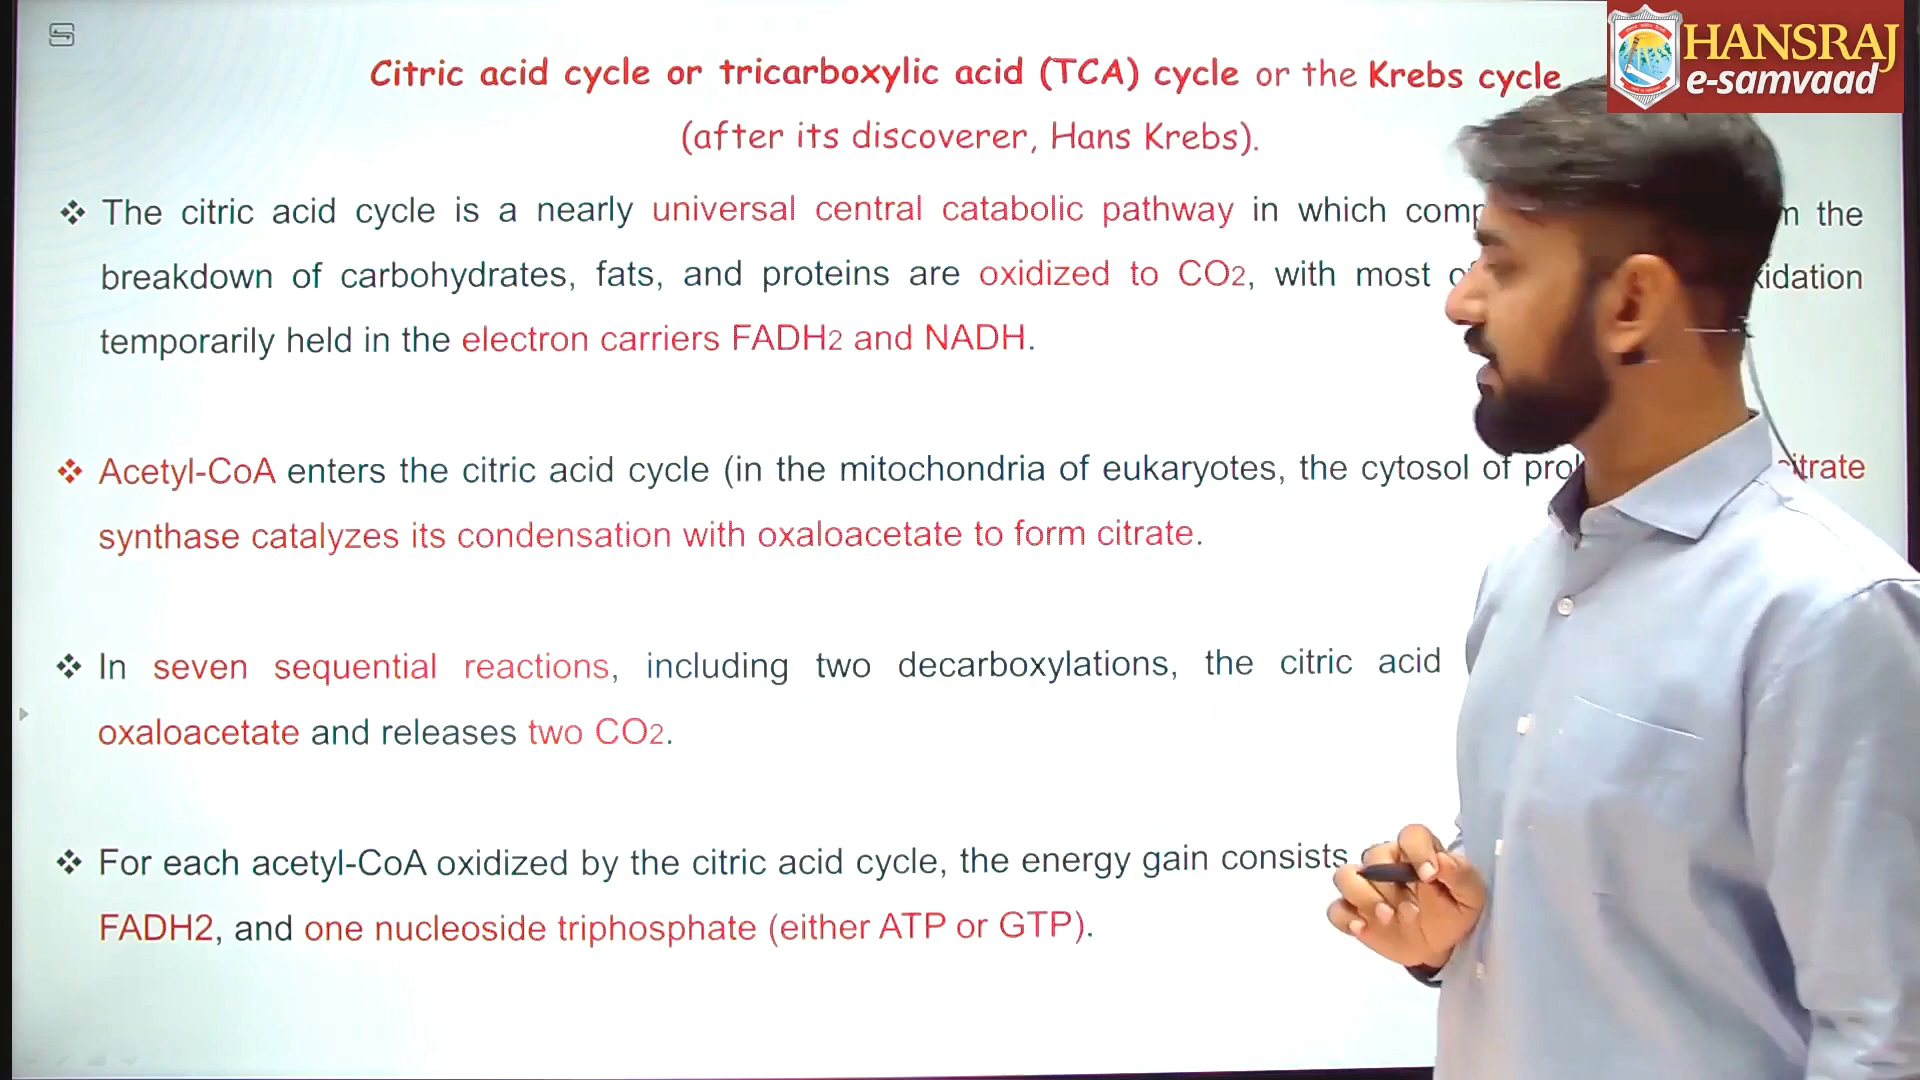 HANSRAJ
e-samvaad
Citric acid cycle or tricarboxylic acid (TCA) cycle or the Krebs cycle
(after its discoverer, Hans Krebs).
❖ The citric acid cycle is a nearly universal central catabolic pathway in which the
breakdown of carbohydrates, fats, and proteins are oxidized to CO2, with most
temporarily held in the electron carriers FADH2 and NADH.
❖ Acetyl-CoA enters the citric acid cycle (in the mitochondria of eukaryotes, the cytosol of
synthase catalyzes its condensation with oxaloacetate to form citrate.
❖ In seven sequential reactions, including two decarboxylations, the citric acid
oxaloacetate and releases two CO2.
❖ For each acetyl-CoA oxidized by the citric acid cycle, the energy gain consists
FADH2, and one nucleoside triphosphate (either ATP or GTP).